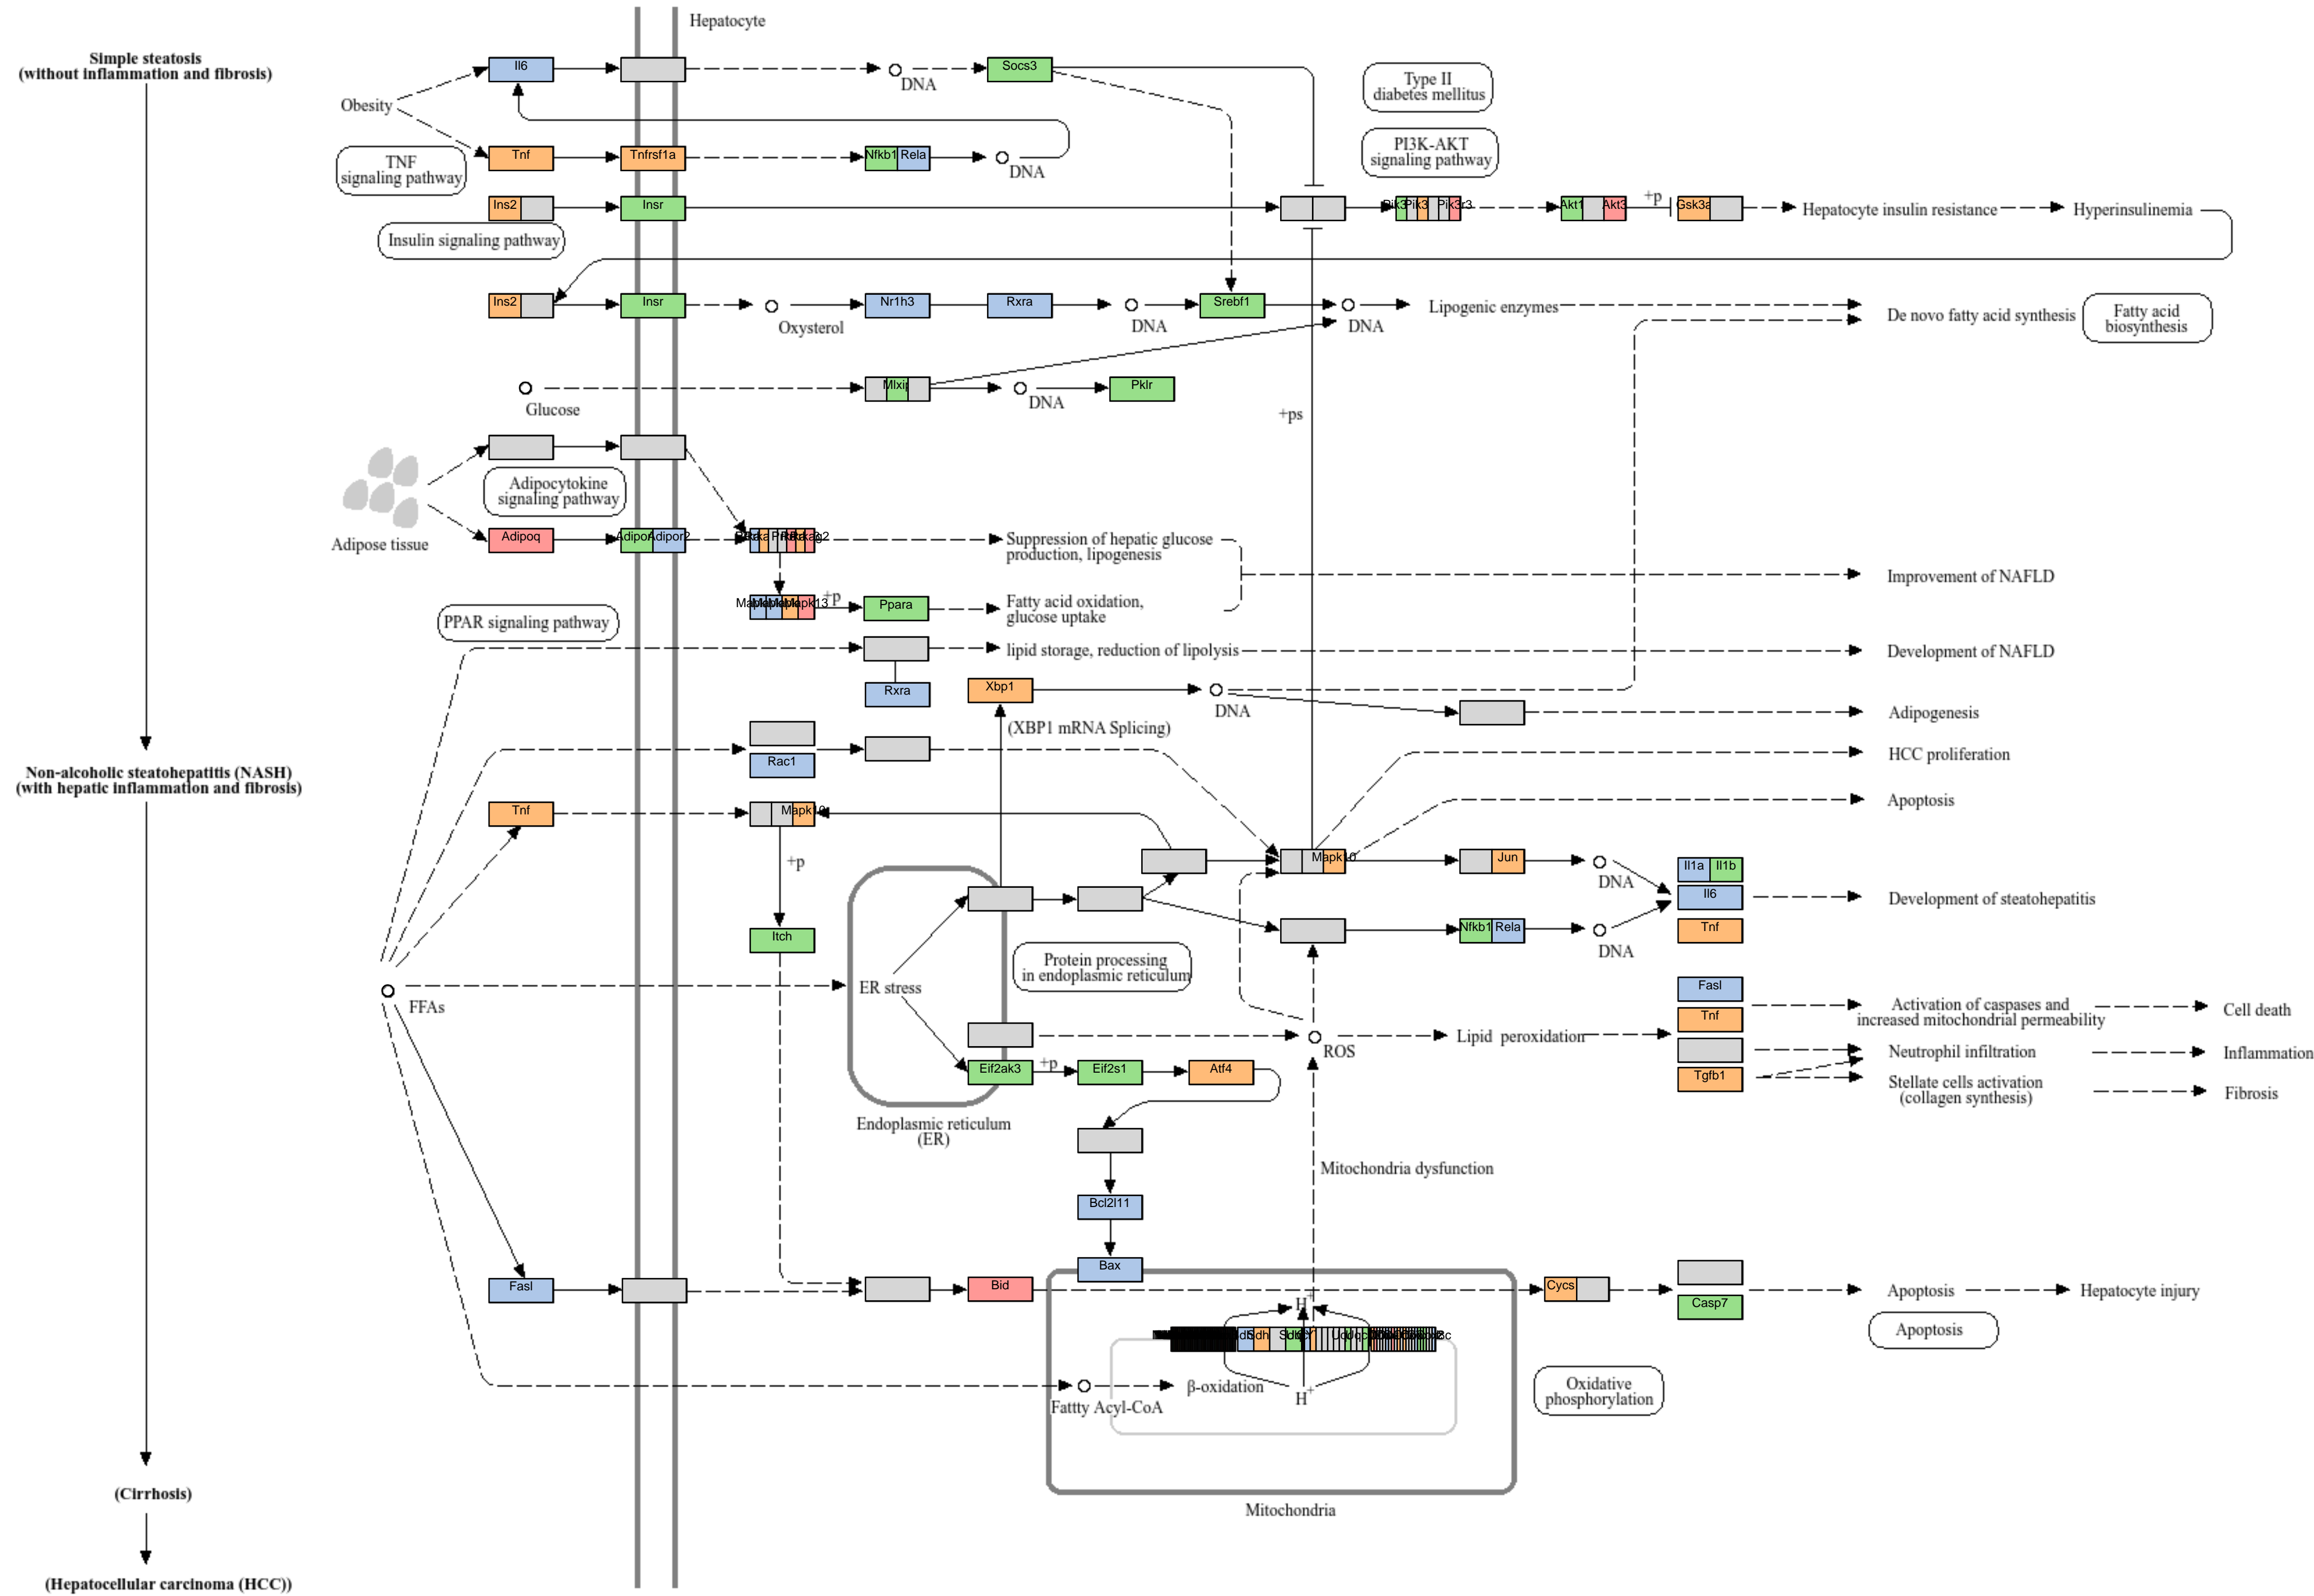 Hepatocyte
Simple steatosis
(without inflammation and fibrosis)
Il6
DNA
Socs3
Type II
diabetes mellitus
Obesity
TNF
signaling pathway
Tnf
Tnfrsf1a
Nfkb1 Rela
DNA
PI3K-AKT
signaling pathway
Ins2
Insr
Pik3r3
Akt1
Akt3
+p
Gsk3a
Hepatocyte insulin resistance
Hyperinsulinemia
Insulin signaling pathway
Ins2
Insr
Oxysterol
Nr1h3
Rxra
DNA
Srebf1
DNA
Lipogenic enzymes
De novo fatty acid synthesis
Fatty acid
biosynthesis
Glucose
DNA
Pklr
+ps
Adipocytokine
signaling pathway
Adipose tissue
Adipoq
Adipor2
Suppression of hepatic glucose
production, lipogenesis
Improvement of NAFLD
Mapk13
+p
Ppara
Fatty acid oxidation,
glucose uptake
PPAR signaling pathway
lipid storage, reduction of lipolysis
Development of NAFLD
Rxra
Xbp1
DNA
(XBP1 mRNA Splicing)
Adipogenesis
Rac1
HCC proliferation
Non-alcoholic steatohepatitis (NASH)
(with hepatic inflammation and fibrosis)
Tnf
Mapk10
Apoptosis
+p
Mapk10
Jun
DNA
Il1a Il1b
Il6
Development of steatohepatitis
Itch
Nfkb1 Rela
DNA
Tnf
Protein processing
in endoplasmic reticulum
ER stress
FFAs
Fasl
Activation of caspases and
increased mitochondrial permeability
Cell death
Tnf
ROS
Lipid peroxidation
Neutrophil infiltration
Inflammation
Eif2ak3
+p
Eif2s1
Atf4
Tgfb1
Stellate cells activation
(collagen synthesis)
Fibrosis
Endoplasmic reticulum
(ER)
Mitochondria dysfunction
Bcl2l11
Bax
Fasl
Bid
Cycs
Apoptosis
Hepatocyte injury
H+
Casp7
Apoptosis
β-oxidation
H+
Fattty Acyl-CoA
Oxidative
phosphorylation
(Cirrhosis)
Mitochondria
(Hepatocellular carcinoma (HCC))